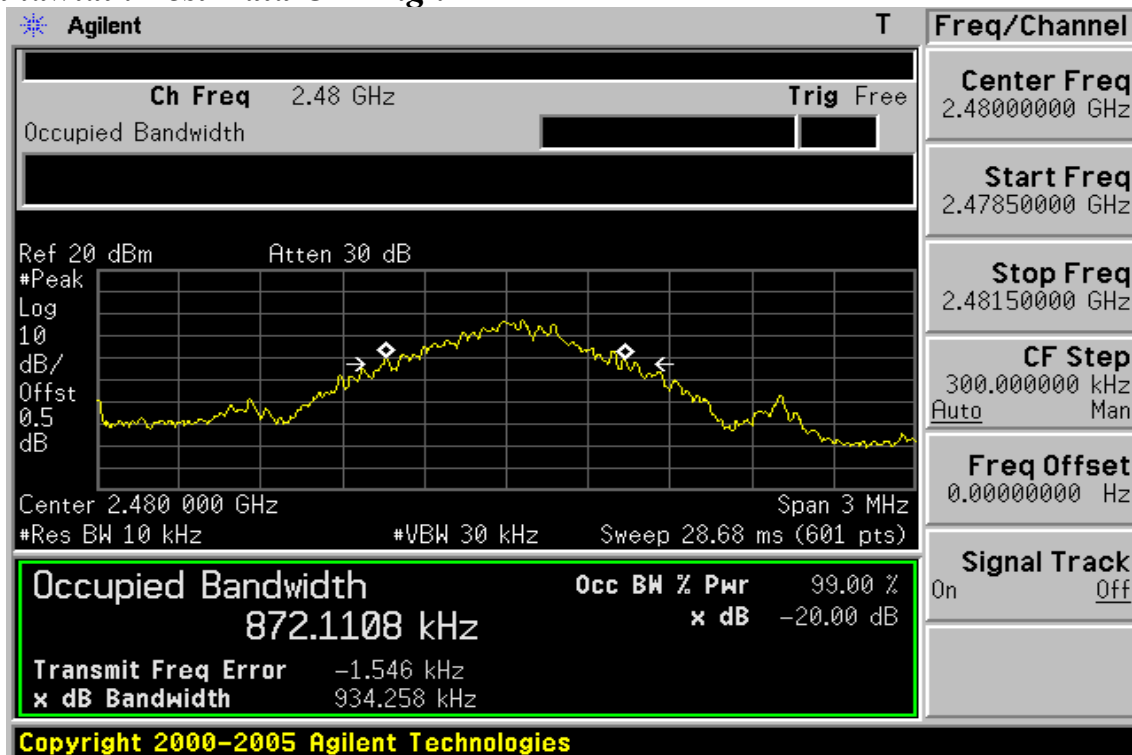 Agilent T Freq/Channel
Ch Freq 2.48 GHz Trig Free
Occupied Bandwidth
Center Freq
2.48000000 GHz
Start Freq
2.47850000 GHz
Stop Freq
2.48150000 GHz
CF Step
300.000000 kHz
Auto Man
Freq Offset
0.00000000 Hz
Signal Track
On Off
Ref 20 dBm Atten 30 dB
#Peak
Log
10
dB/
Offst
0.5
dB
Center 2.480 000 GHz Span 3 MHz
#Res BW 10 kHz #VBW 30 kHz Sweep 28.68 ms (601 pts)
Occupied Bandwidth Occ BW % Pwr 99.00 %
872.1108 kHz x dB -20.00 dB
Transmit Freq Error -1.546 kHz
x dB Bandwidth 934.258 kHz
Copyright 2000-2005 Agilent Technologies